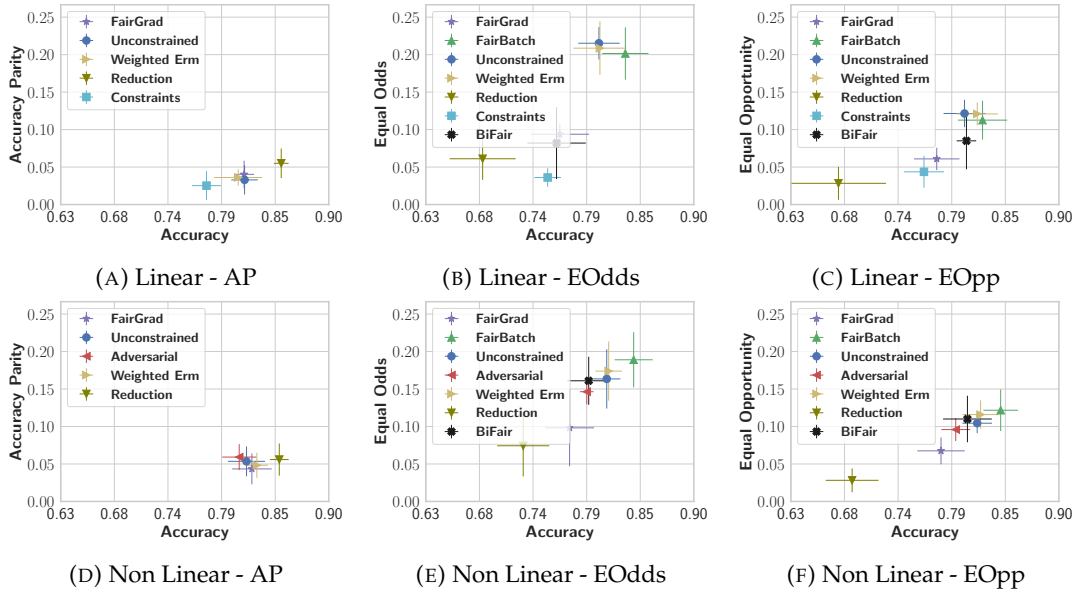 0.25
0.20
0.15
0.10
0.05
0.00
Accuracy Parity
FairGrad
Unconstrained
Weighted Erm
Reduction
Constraints
0.63 0.68 0.74 0.79 0.85 0.90
Accuracy
(A) Linear - AP
0.25
0.20
0.15
0.10
0.05
0.00
Equal Odds
FairGrad
FairBatch
Unconstrained
Weighted Erm
Reduction
Constraints
BiFair
0.63 0.68 0.74 0.79 0.85 0.90
Accuracy
(B) Linear - EOdds
0.25
0.20
0.15
0.10
0.05
0.00
Equal Opportunity
FairGrad
FairBatch
Unconstrained
Weighted Erm
Reduction
Constraints
BiFair
0.63 0.68 0.74 0.79 0.85 0.90
Accuracy
(C) Linear - EOpp
0.25
0.20
0.15
0.10
0.05
0.00
Accuracy Parity
FairGrad
Unconstrained
Adversarial
Weighted Erm
Reduction
0.63 0.68 0.74 0.79 0.85 0.90
Accuracy
(D) Non Linear - AP
0.25
0.20
0.15
0.10
0.05
0.00
Equal Odds
FairGrad
FairBatch
Unconstrained
Adversarial
Weighted Erm
Reduction
BiFair
0.63 0.68 0.74 0.79 0.85 0.90
Accuracy
(E) Non Linear - EOdds
0.25
0.20
0.15
0.10
0.05
0.00
Equal Opportunity
FairGrad
FairBatch
Unconstrained
Adversarial
Weighted Erm
Reduction
BiFair
0.63 0.68 0.74 0.79 0.85 0.90
Accuracy
(F) Non Linear - EOpp